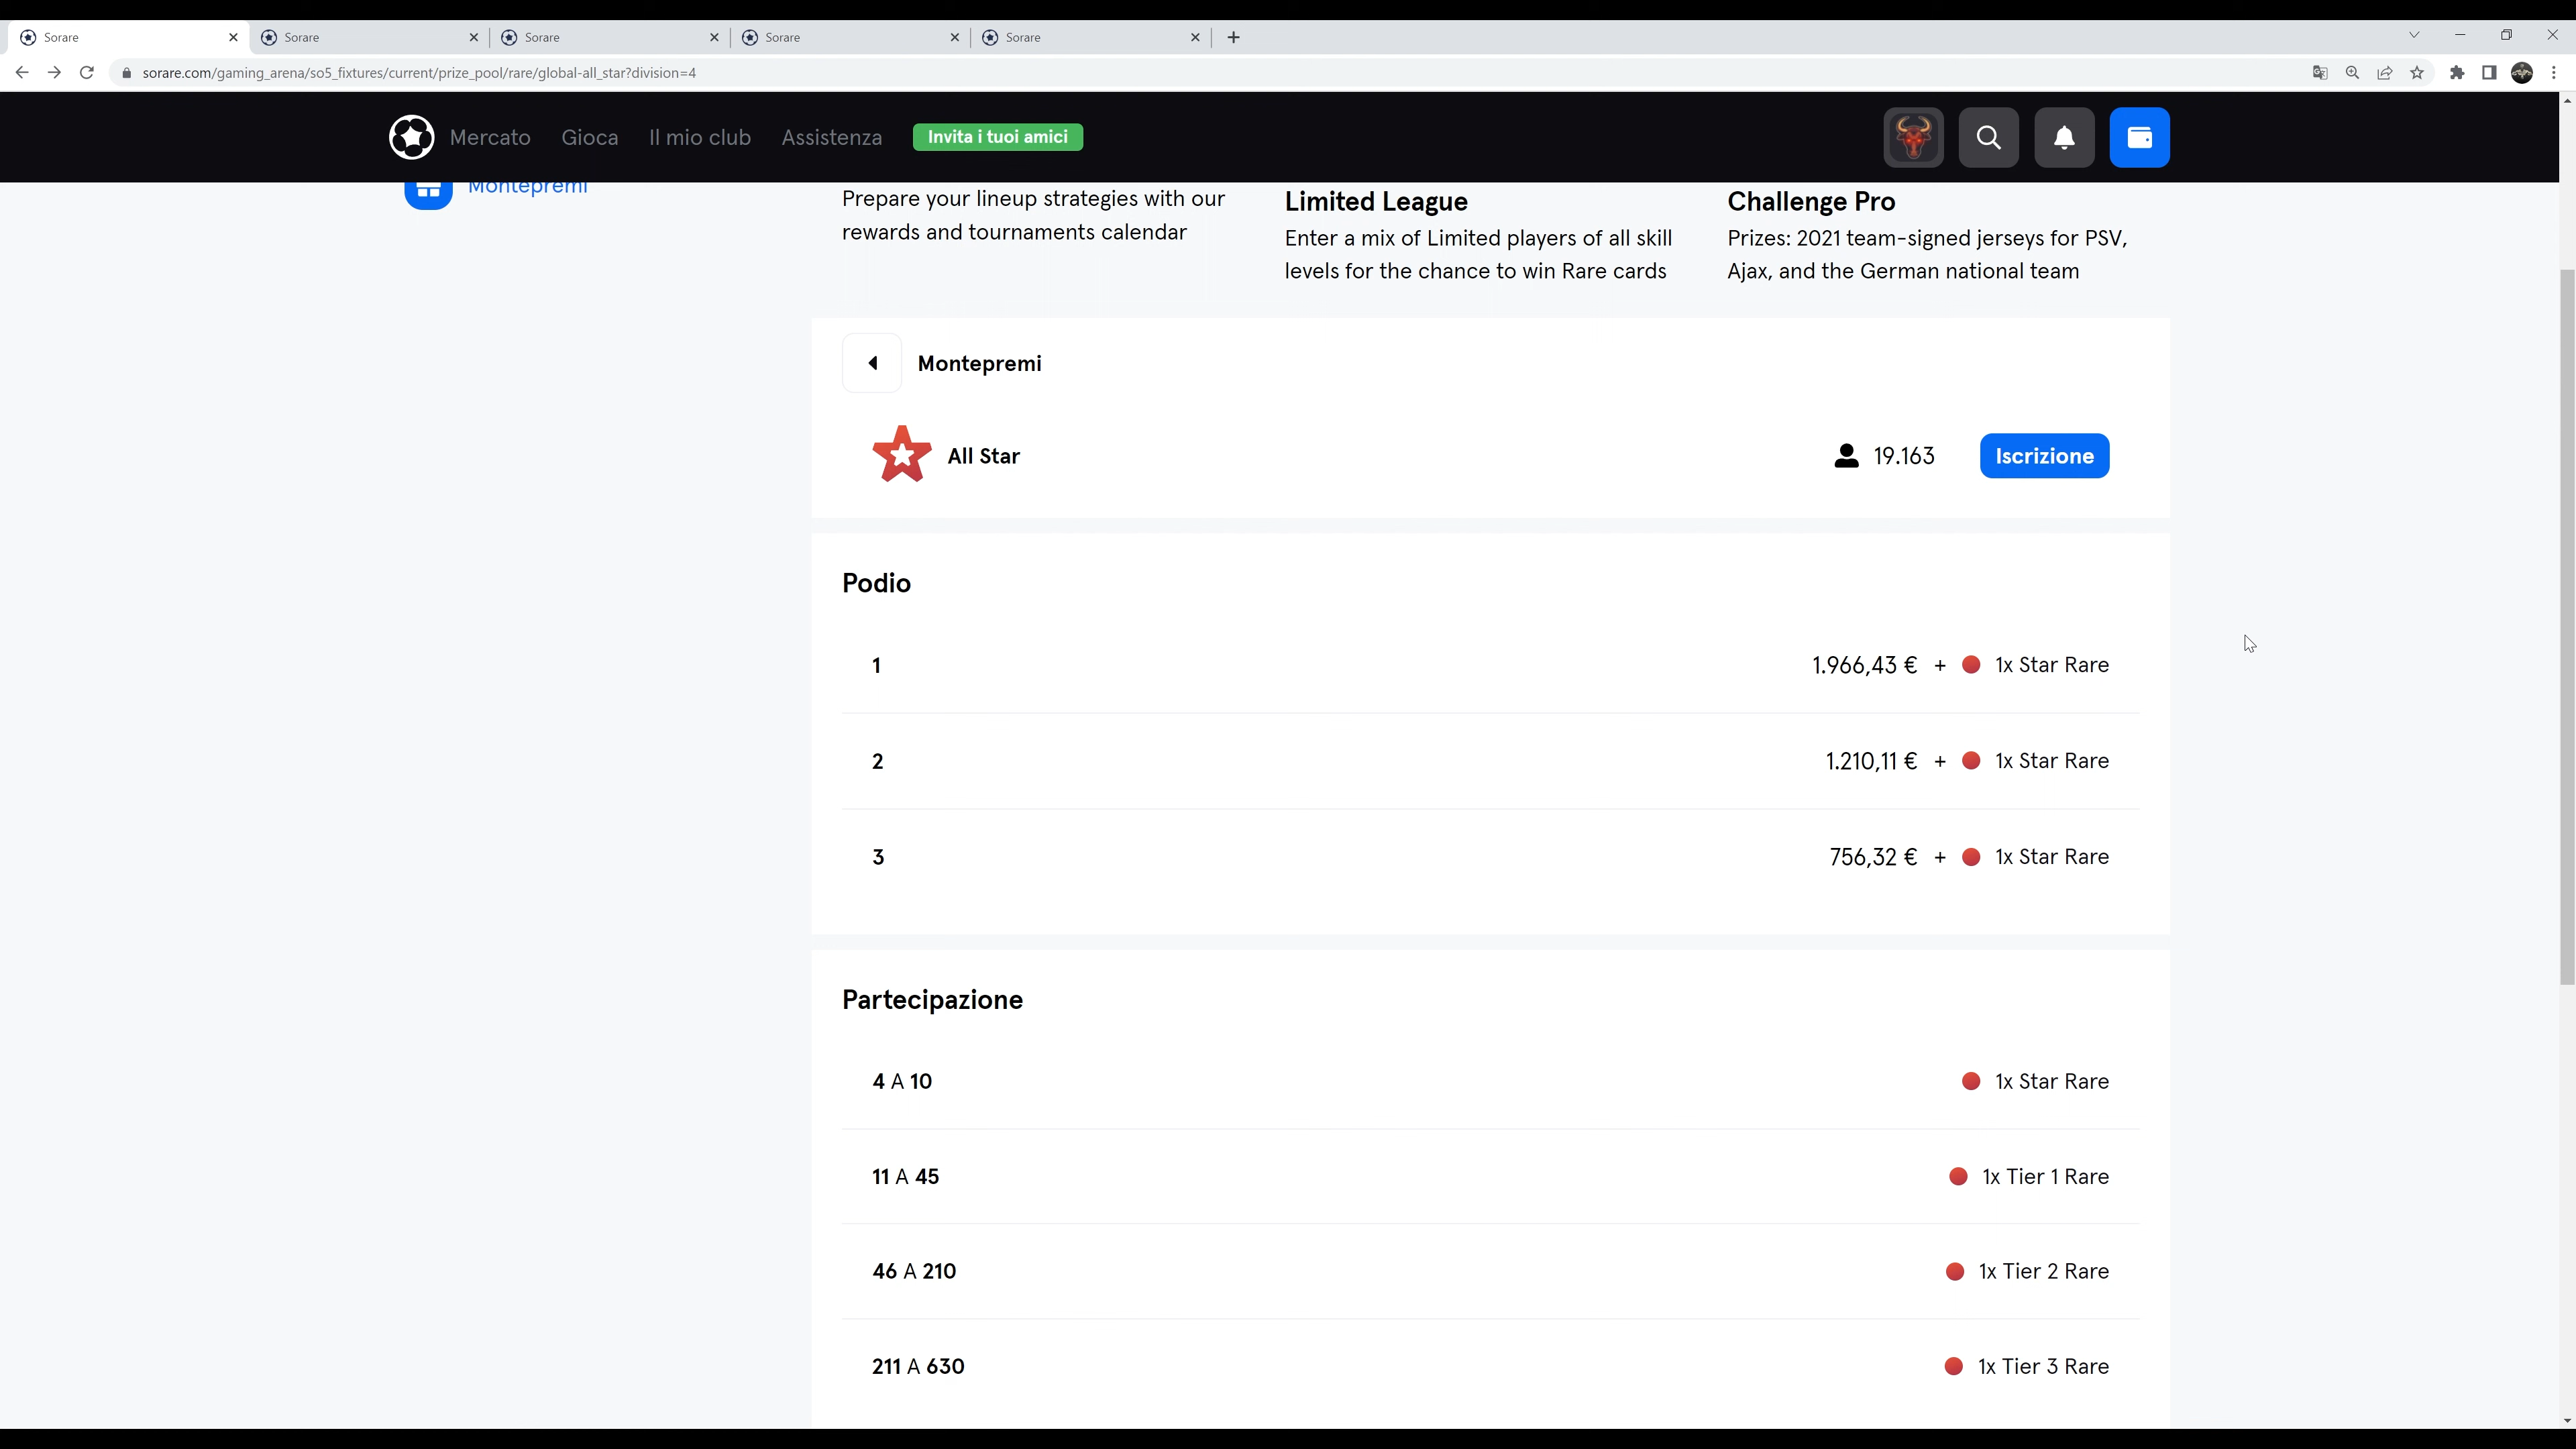 Sorare
Sorare
Sorare
Sorare
Sorare
sorare.com/gaming_arena/so5_fixtures/current/prize_pool/rare/global-all_star?division=4
Mercato
Gioca
Il mio club
Assistenza
Invita i tuoi amici
Montepremi
Prepare your lineup strategies with our
rewards and tournaments calendar
Limited League
Enter a mix of Limited players of all skill
levels for the chance to win Rare cards
Challenge Pro
Prizes: 2021 team-signed jerseys for PSV,
Ajax, and the German national team
Montepremi
All Star
19.163
Iscrizione
Podio
1
1.966,43 € + 1x Star Rare
2
1.210,11 € + 1x Star Rare
3
756,32 € + 1x Star Rare
Partecipazione
4 A 10
1x Star Rare
11 A 45
1x Tier 1 Rare
46 A 210
1x Tier 2 Rare
211 A 630
1x Tier 3 Rare